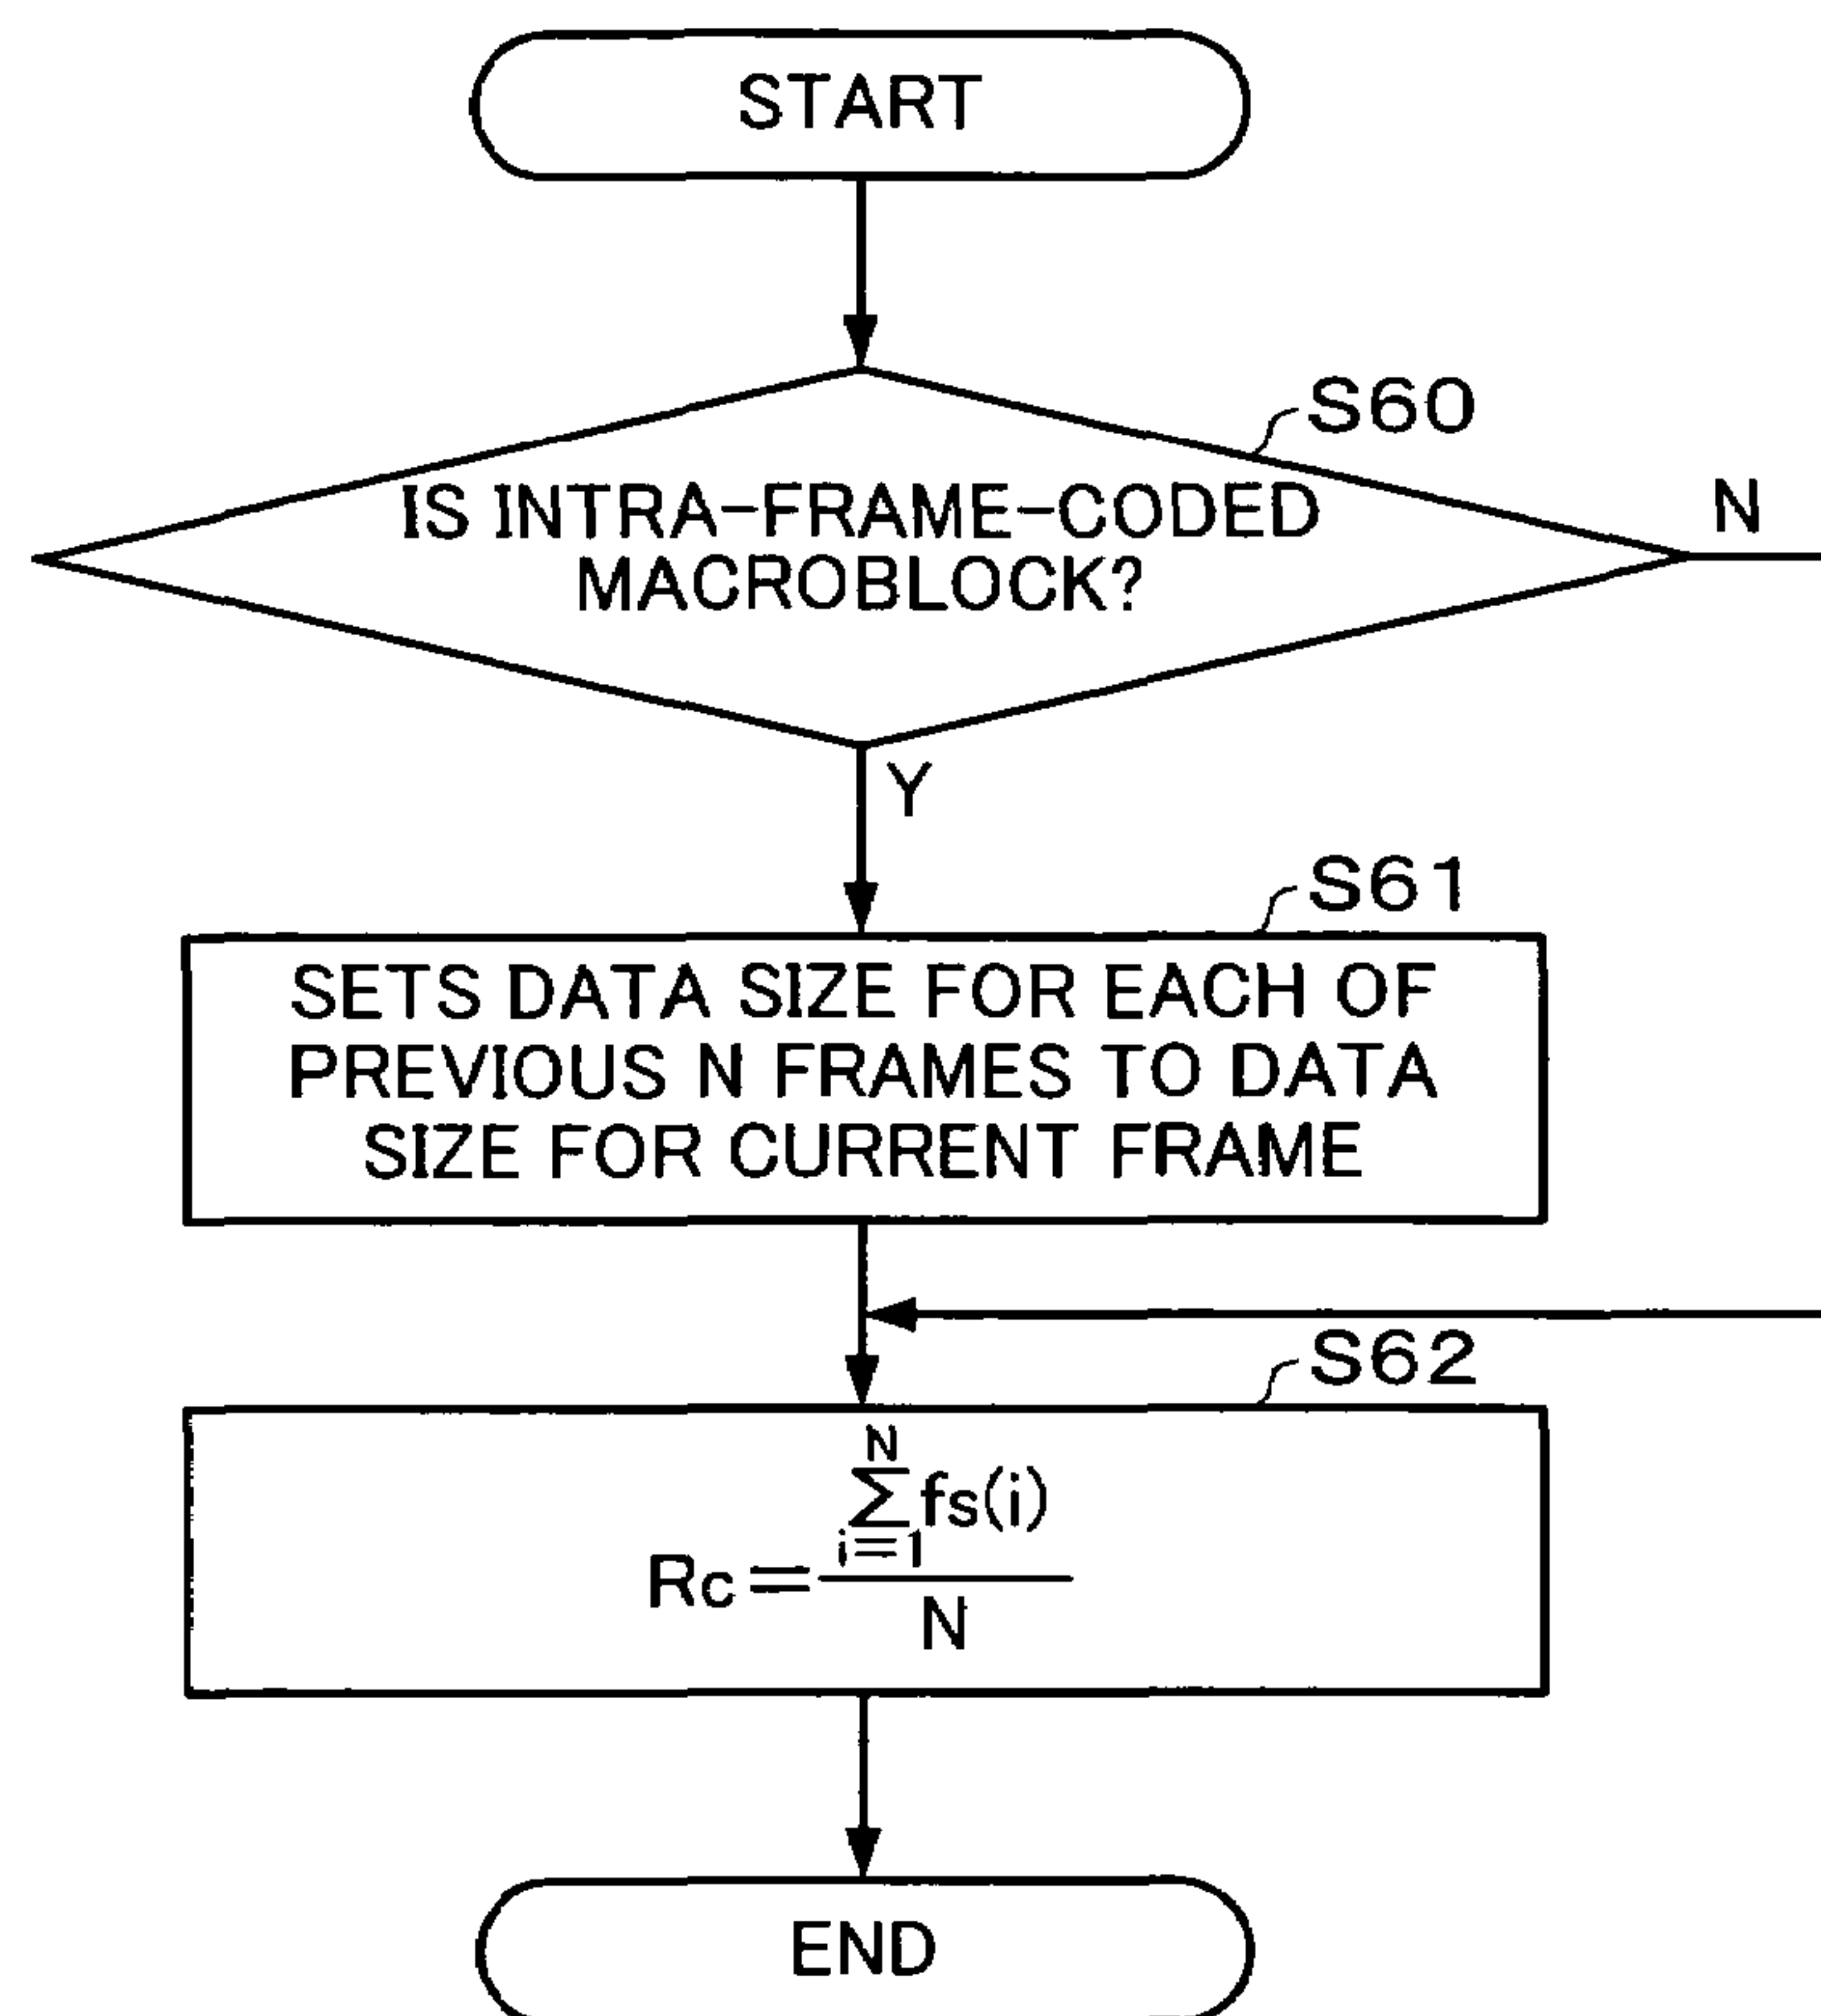 START
S60
IS INTRA-FRAME-CODED
MACROBLOCK?
N
Y
S61
SETS DATA SIZE FOR EACH OF
PREVIOUS N FRAMES TO DATA
SIZE FOR CURRENT FRAME
S62
N
∑fs(i)
i=1
Rc=
N
END